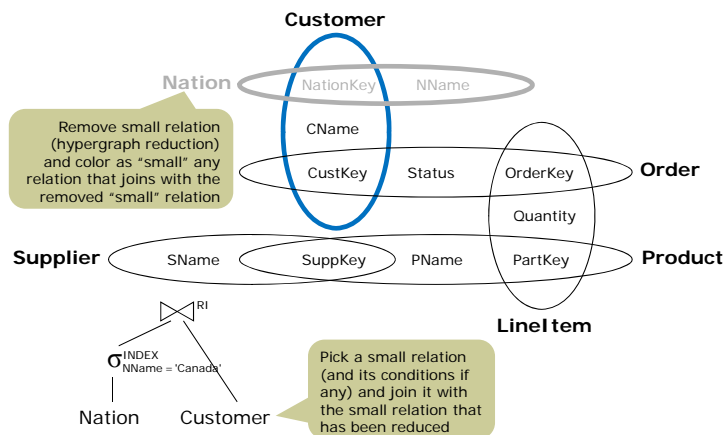 Customer
Nation
NationKey NName
Remove small relation
(hypergraph reduction)
and color as “small” any
relation that joins with the
removed “small” relation
CName
CustKey Status OrderKey
Order
Quantity
Supplier
SName SuppKey PName PartKey
Product
LineItem
RI
σ INDEX
NName = 'Canada'
Nation Customer
Pick a small relation
(and its conditions if
any) and join it with
the small relation that
has been reduced